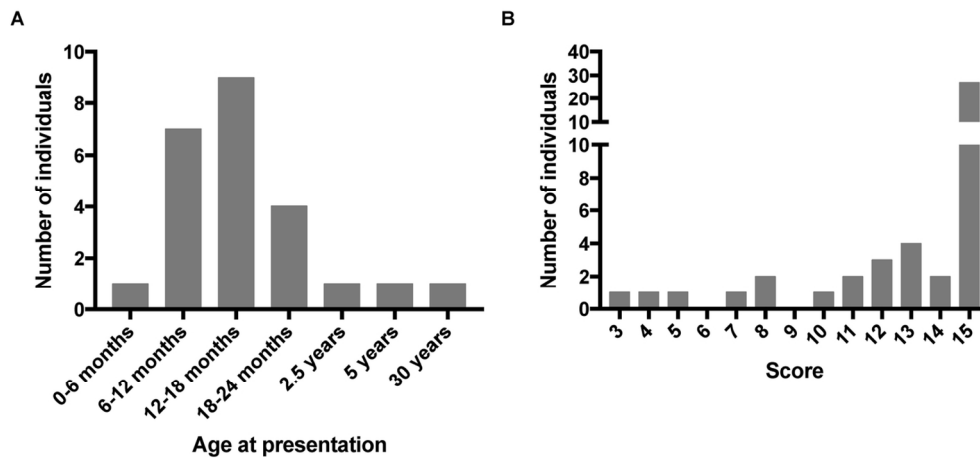 A
Number of individuals
10
8
6
4
2
0
0-6 months
6-12 months
12-18 months
18-24 months
2.5 years
5 years
30 years
Age at presentation
B
Number of individuals
40
30
20
10
10
8
6
4
2
0
3
4
5
6
7
8
9
10
11
12
13
14
15
Score